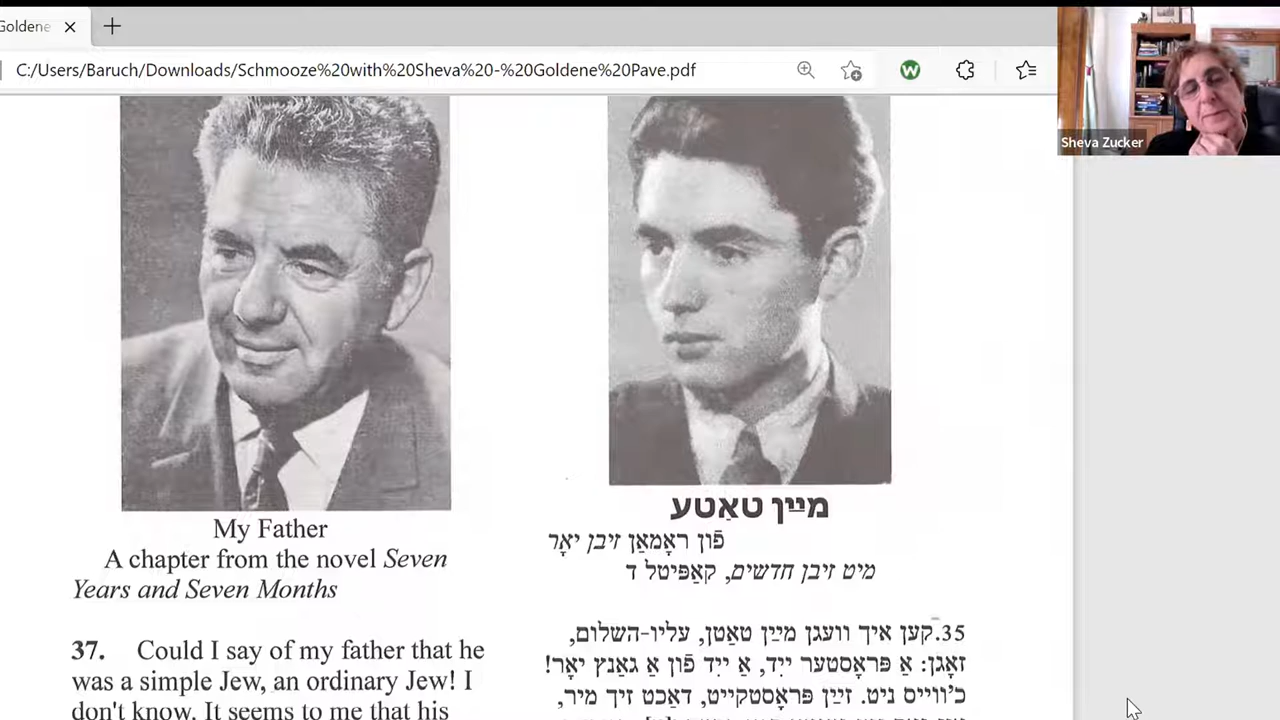 Goldene
C:/Users/Baruch/Downloads/Schmooze%20with%20Sheva%20-%20Goldene%20Pave.pdf
Sheva Zucker
My Father
A chapter from the novel Seven
Years and Seven Months
37. Could I say of my father that he
was a simple Jew, an ordinary Jew! I
don't know. It seems to me that his
מײַן טאַטע
פֿון ראָמאַן זיבן יאָר
מיט זיבן חדשים, קאַפּיטל ד
35.קען איך וועגן מײַן טאַטן, עליו-השלום,
זאָגן: אַ פּראָסטער ייִד, אַ ייִד פֿון אַ גאַנץ יאָר!
כ'ווייס ניט. זײַן פּראָסטקייט, דאַכט זיך מיר,